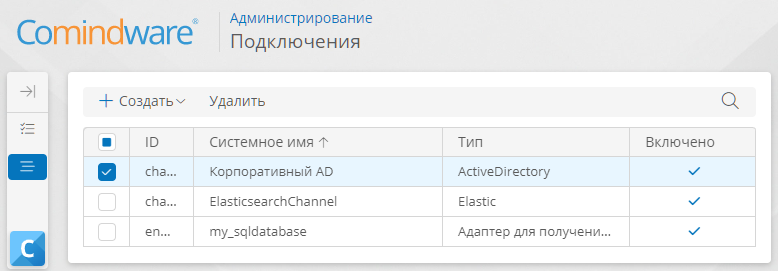 Comindware®
Администрирование
Подключения
Создать Удалить
ID Системное имя ↑ Тип Включено
cha... Корпоративный AD ActiveDirectory
cha... ElasticsearchChannel Elastic
en... my_sqldatabase Адаптер для получени...
C